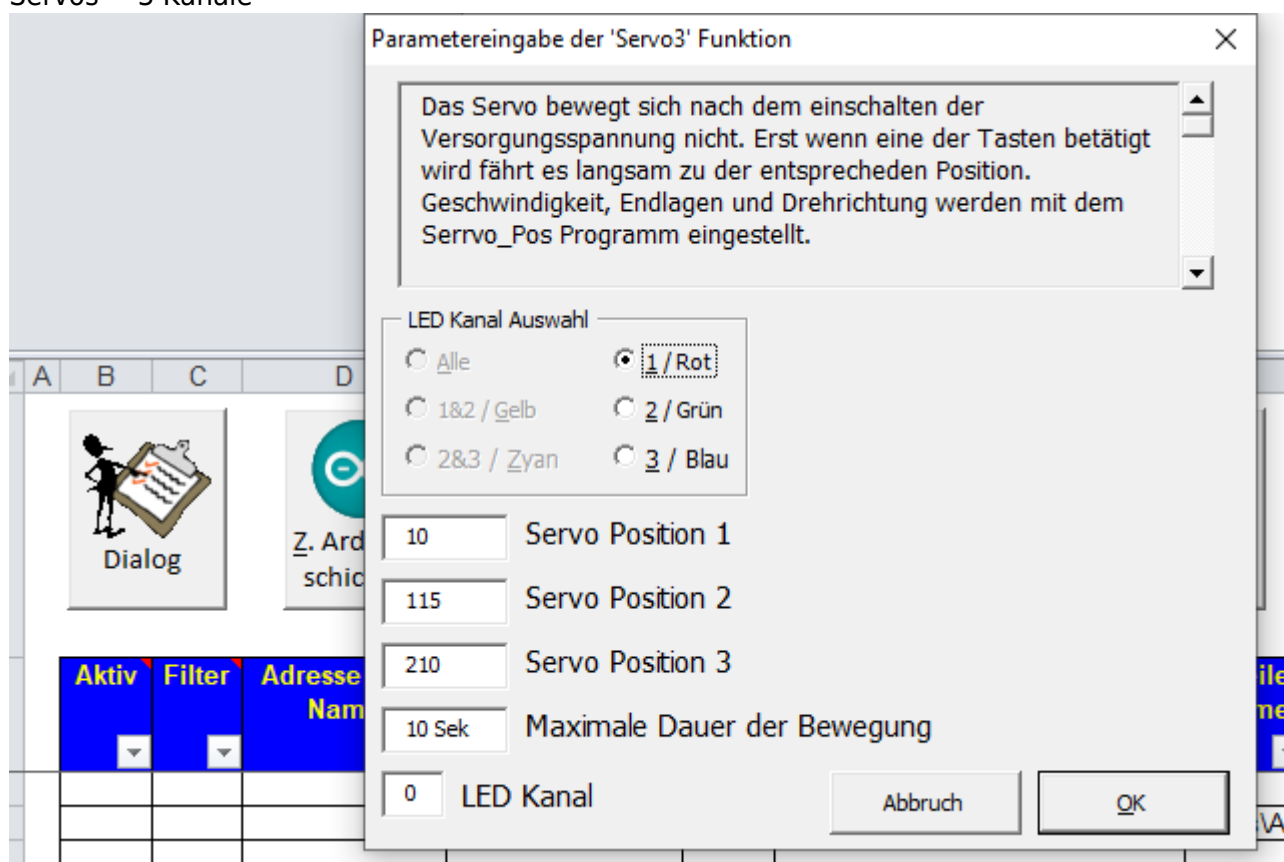 Parametereingabe der 'Servo3' Funktion
Das Servo bewegt sich nach dem einschalten der
Versorgungsspannung nicht. Erst wenn eine der Tasten betätigt
wird fährt es langsam zu der entsprecheden Position.
Geschwindigkeit, Endlagen und Drehrichtung werden mit dem
Serrvo_Pos Programm eingestellt.
LED Kanal Auswahl
Alle
1 / Rot
1&2 / Gelb
2 / Grün
2&3 / Zyan
3 / Blau
A B C D
Dialog
Z. Ard
schic
10 Servo Position 1
115 Servo Position 2
210 Servo Position 3
10 Sek Maximale Dauer der Bewegung
0 LED Kanal
Abbruch
OK
Aktiv
Filter
Adresse
Nam